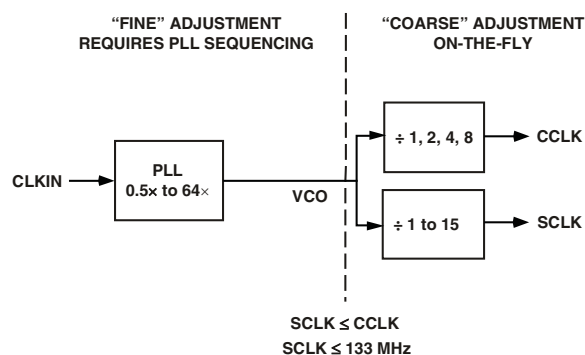 “FINE” ADJUSTMENT
REQUIRES PLL SEQUENCING
“COARSE” ADJUSTMENT
ON-THE-FLY
CLKIN
PLL
0.5× to 64×
VCO
÷ 1, 2, 4, 8
CCLK
÷ 1 to 15
SCLK
SCLK ≤ CCLK
SCLK ≤ 133 MHz